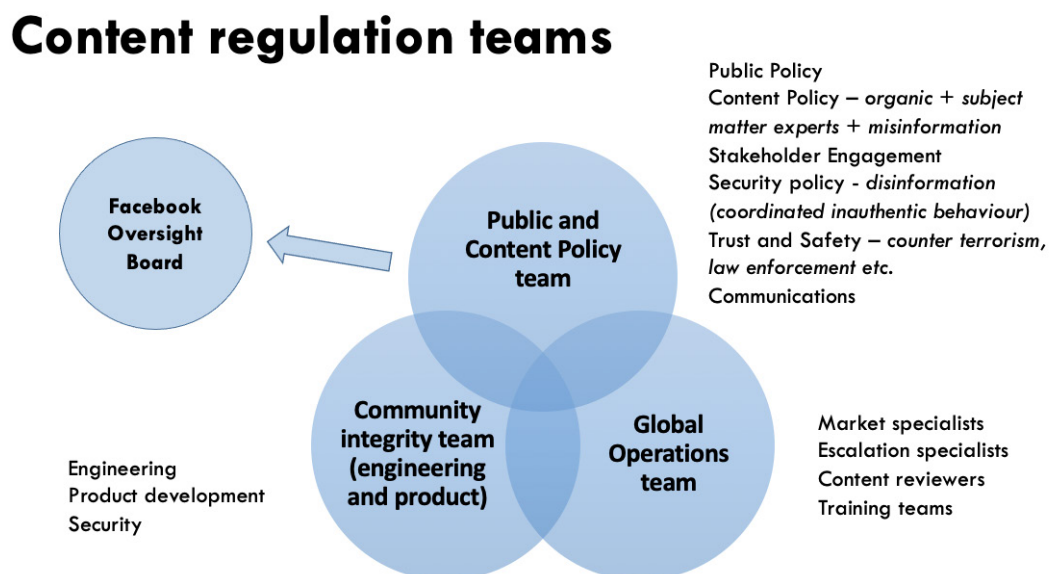 Content regulation teams
Public Policy
Content Policy – organic + subject
matter experts + misinformation
Stakeholder Engagement
Security policy - disinformation
(coordinated inauthentic behaviour)
Trust and Safety – counter terrorism,
law enforcement etc.
Communications
Facebook
Oversight
Board
Public and
Content Policy
team
Community
integrity team
(engineering
and product)
Global
Operations
team
Engineering
Product development
Security
Market specialists
Escalation specialists
Content reviewers
Training teams